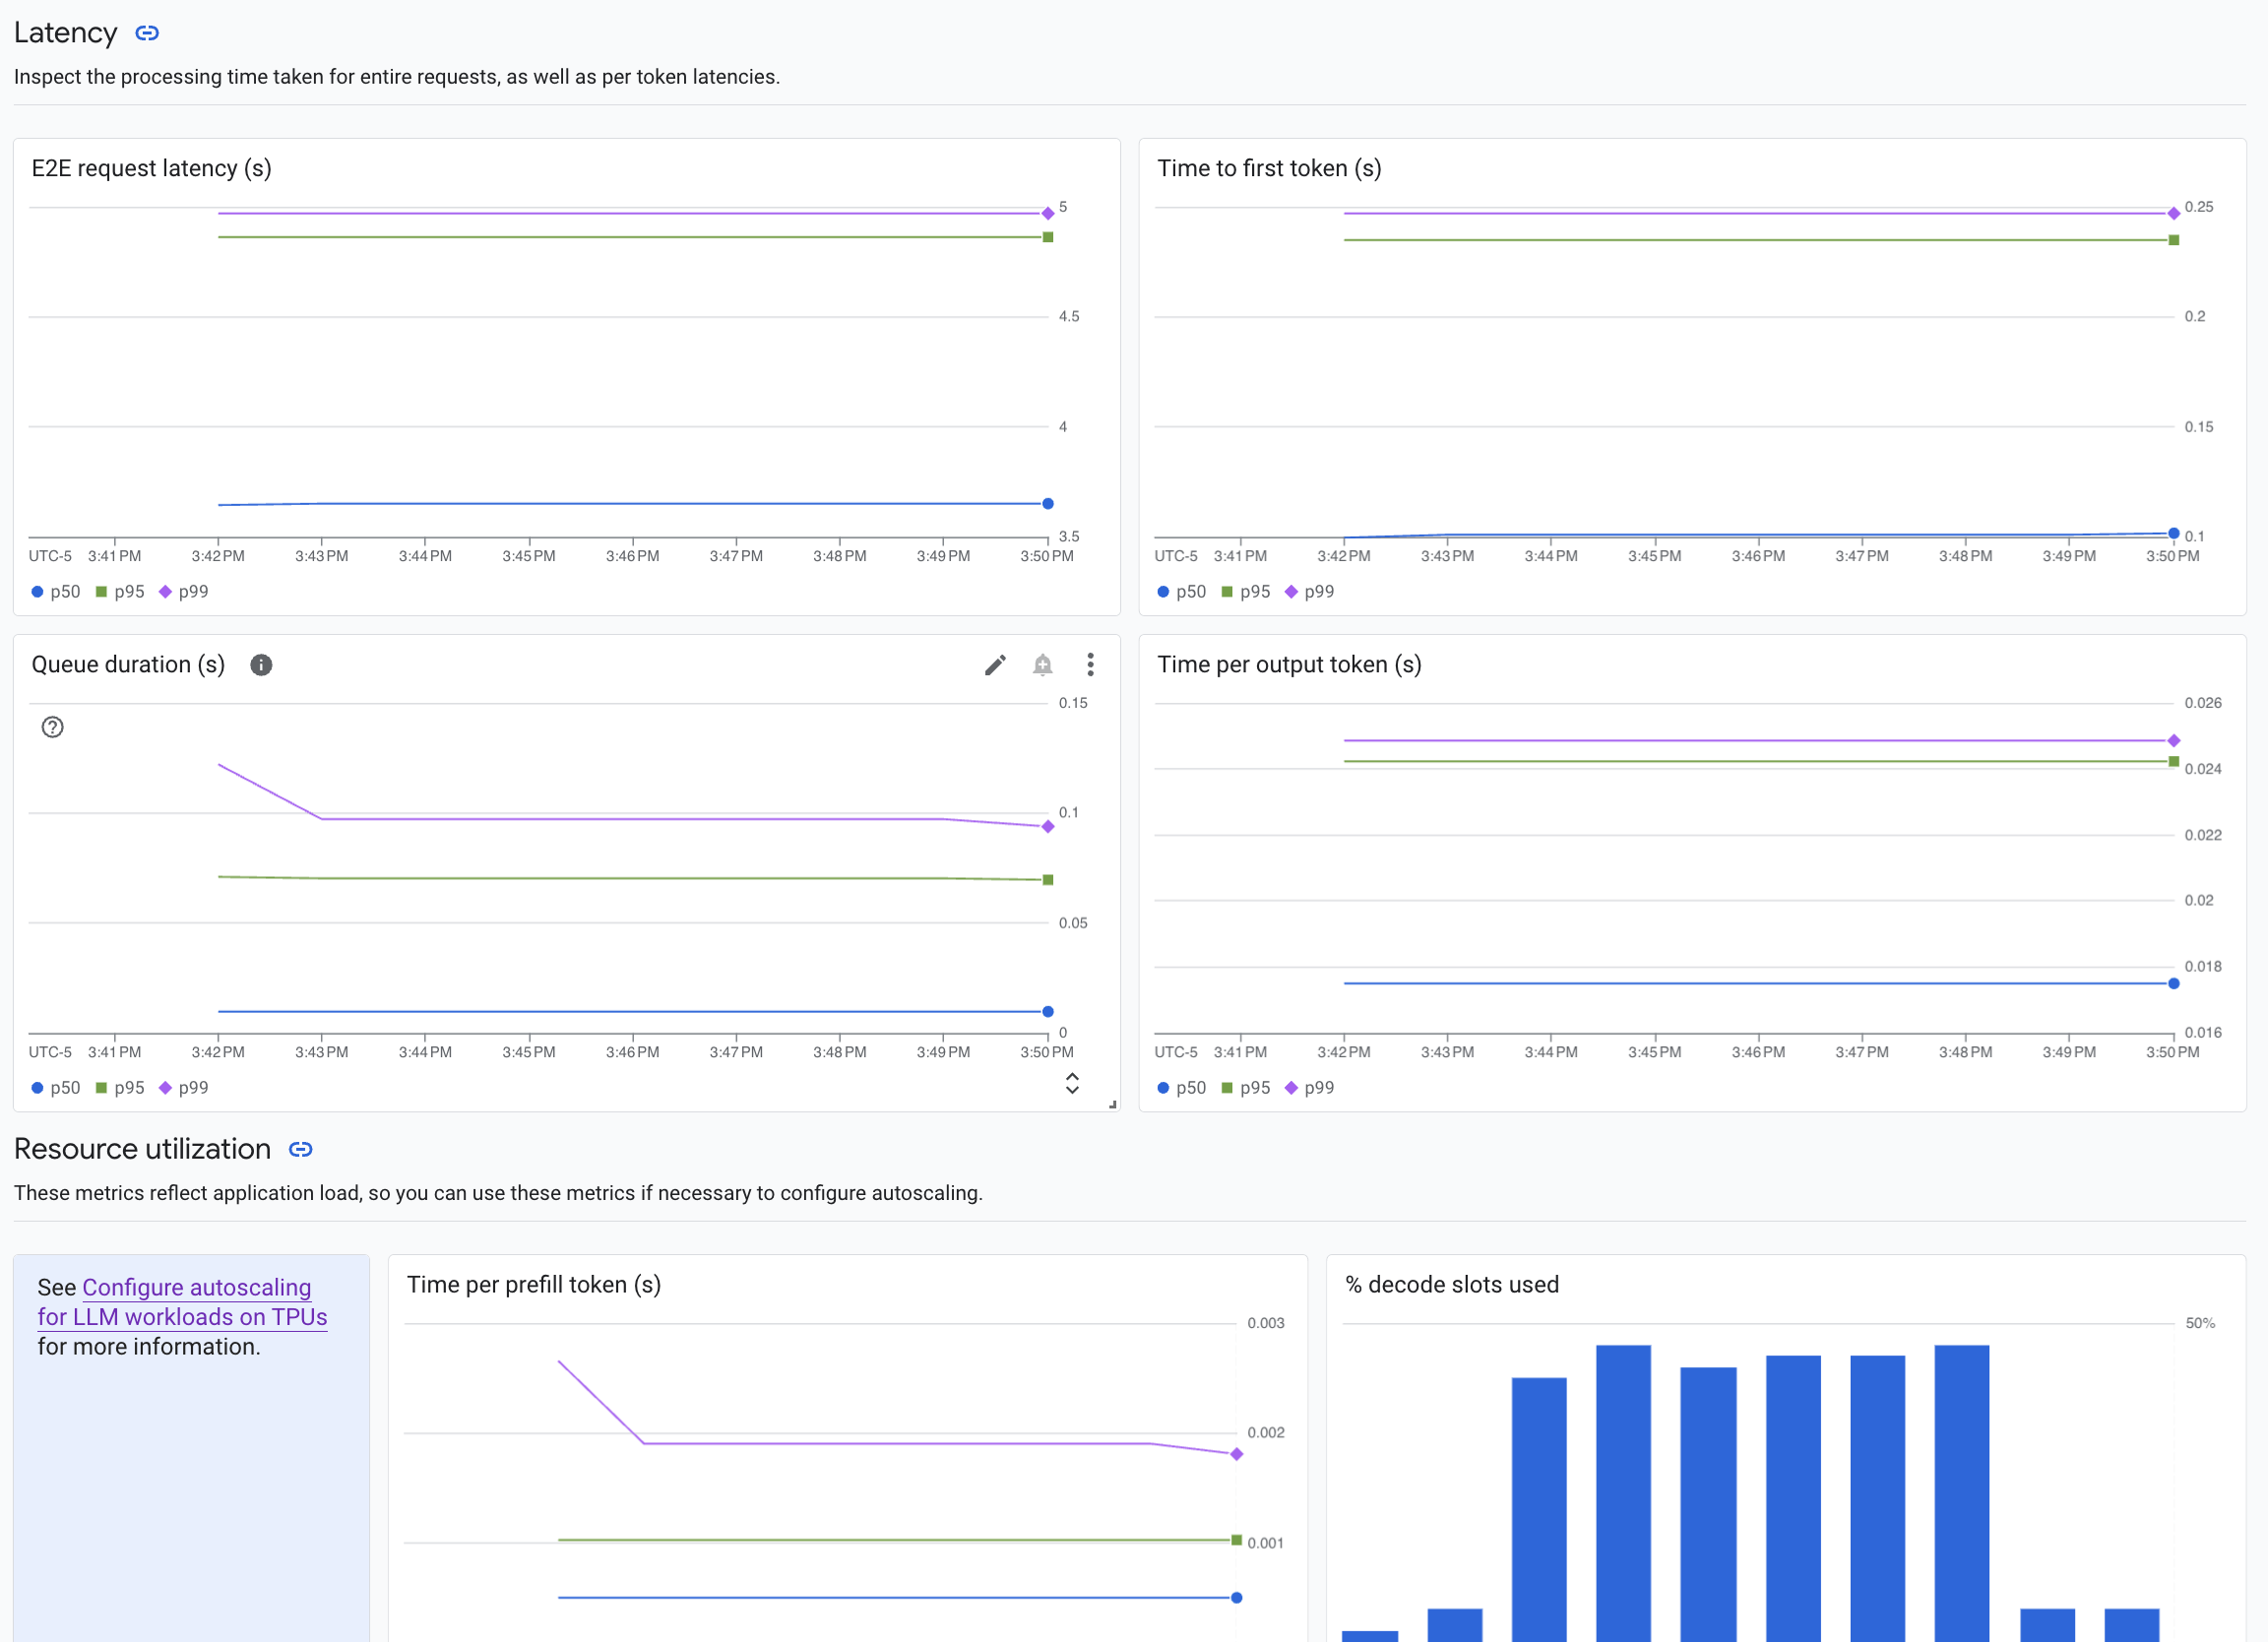 Latency
Inspect the processing time taken for entire requests, as well as per token latencies.
E2E request latency (s)
5
4.5
4
3.5
UTC-5 3:41 PM 3:42 PM 3:43 PM 3:44 PM 3:45 PM 3:46 PM 3:47 PM 3:48 PM 3:49 PM 3:50 PM
p50 p95 p99
Time to first token (s)
0.25
0.2
0.15
0.1
UTC-5 3:41 PM 3:42 PM 3:43 PM 3:44 PM 3:45 PM 3:46 PM 3:47 PM 3:48 PM 3:49 PM 3:50 PM
p50 p95 p99
Queue duration (s)
0.15
0.1
0.05
0
UTC-5 3:41 PM 3:42 PM 3:43 PM 3:44 PM 3:45 PM 3:46 PM 3:47 PM 3:48 PM 3:49 PM 3:50 PM
p50 p95 p99
Time per output token (s)
0.026
0.024
0.022
0.02
0.018
0.016
UTC-5 3:41 PM 3:42 PM 3:43 PM 3:44 PM 3:45 PM 3:46 PM 3:47 PM 3:48 PM 3:49 PM 3:50 PM
p50 p95 p99
Resource utilization
These metrics reflect application load, so you can use these metrics if necessary to configure autoscaling.
See Configure autoscaling
for LLM workloads on TPUs
for more information.
Time per prefill token (s)
0.003
0.002
0.001
% decode slots used
50%